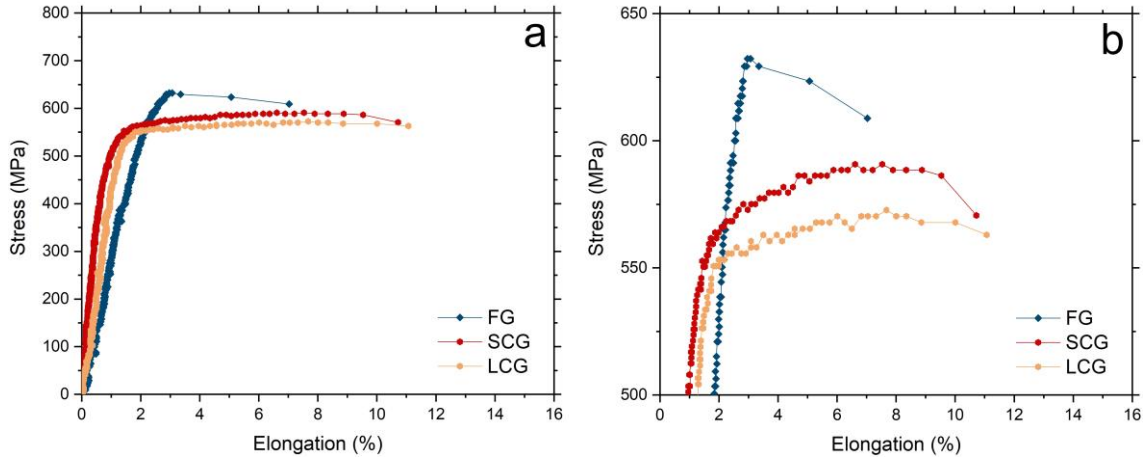 a
800
700
600
500
400
300
200
100
0
Stress (MPa)
0 2 4 6 8 10 12 14 16
Elongation (%)
FG
SCG
LCG
b
650
600
550
500
Stress (MPa)
0 2 4 6 8 10 12 14 16
Elongation (%)
FG
SCG
LCG